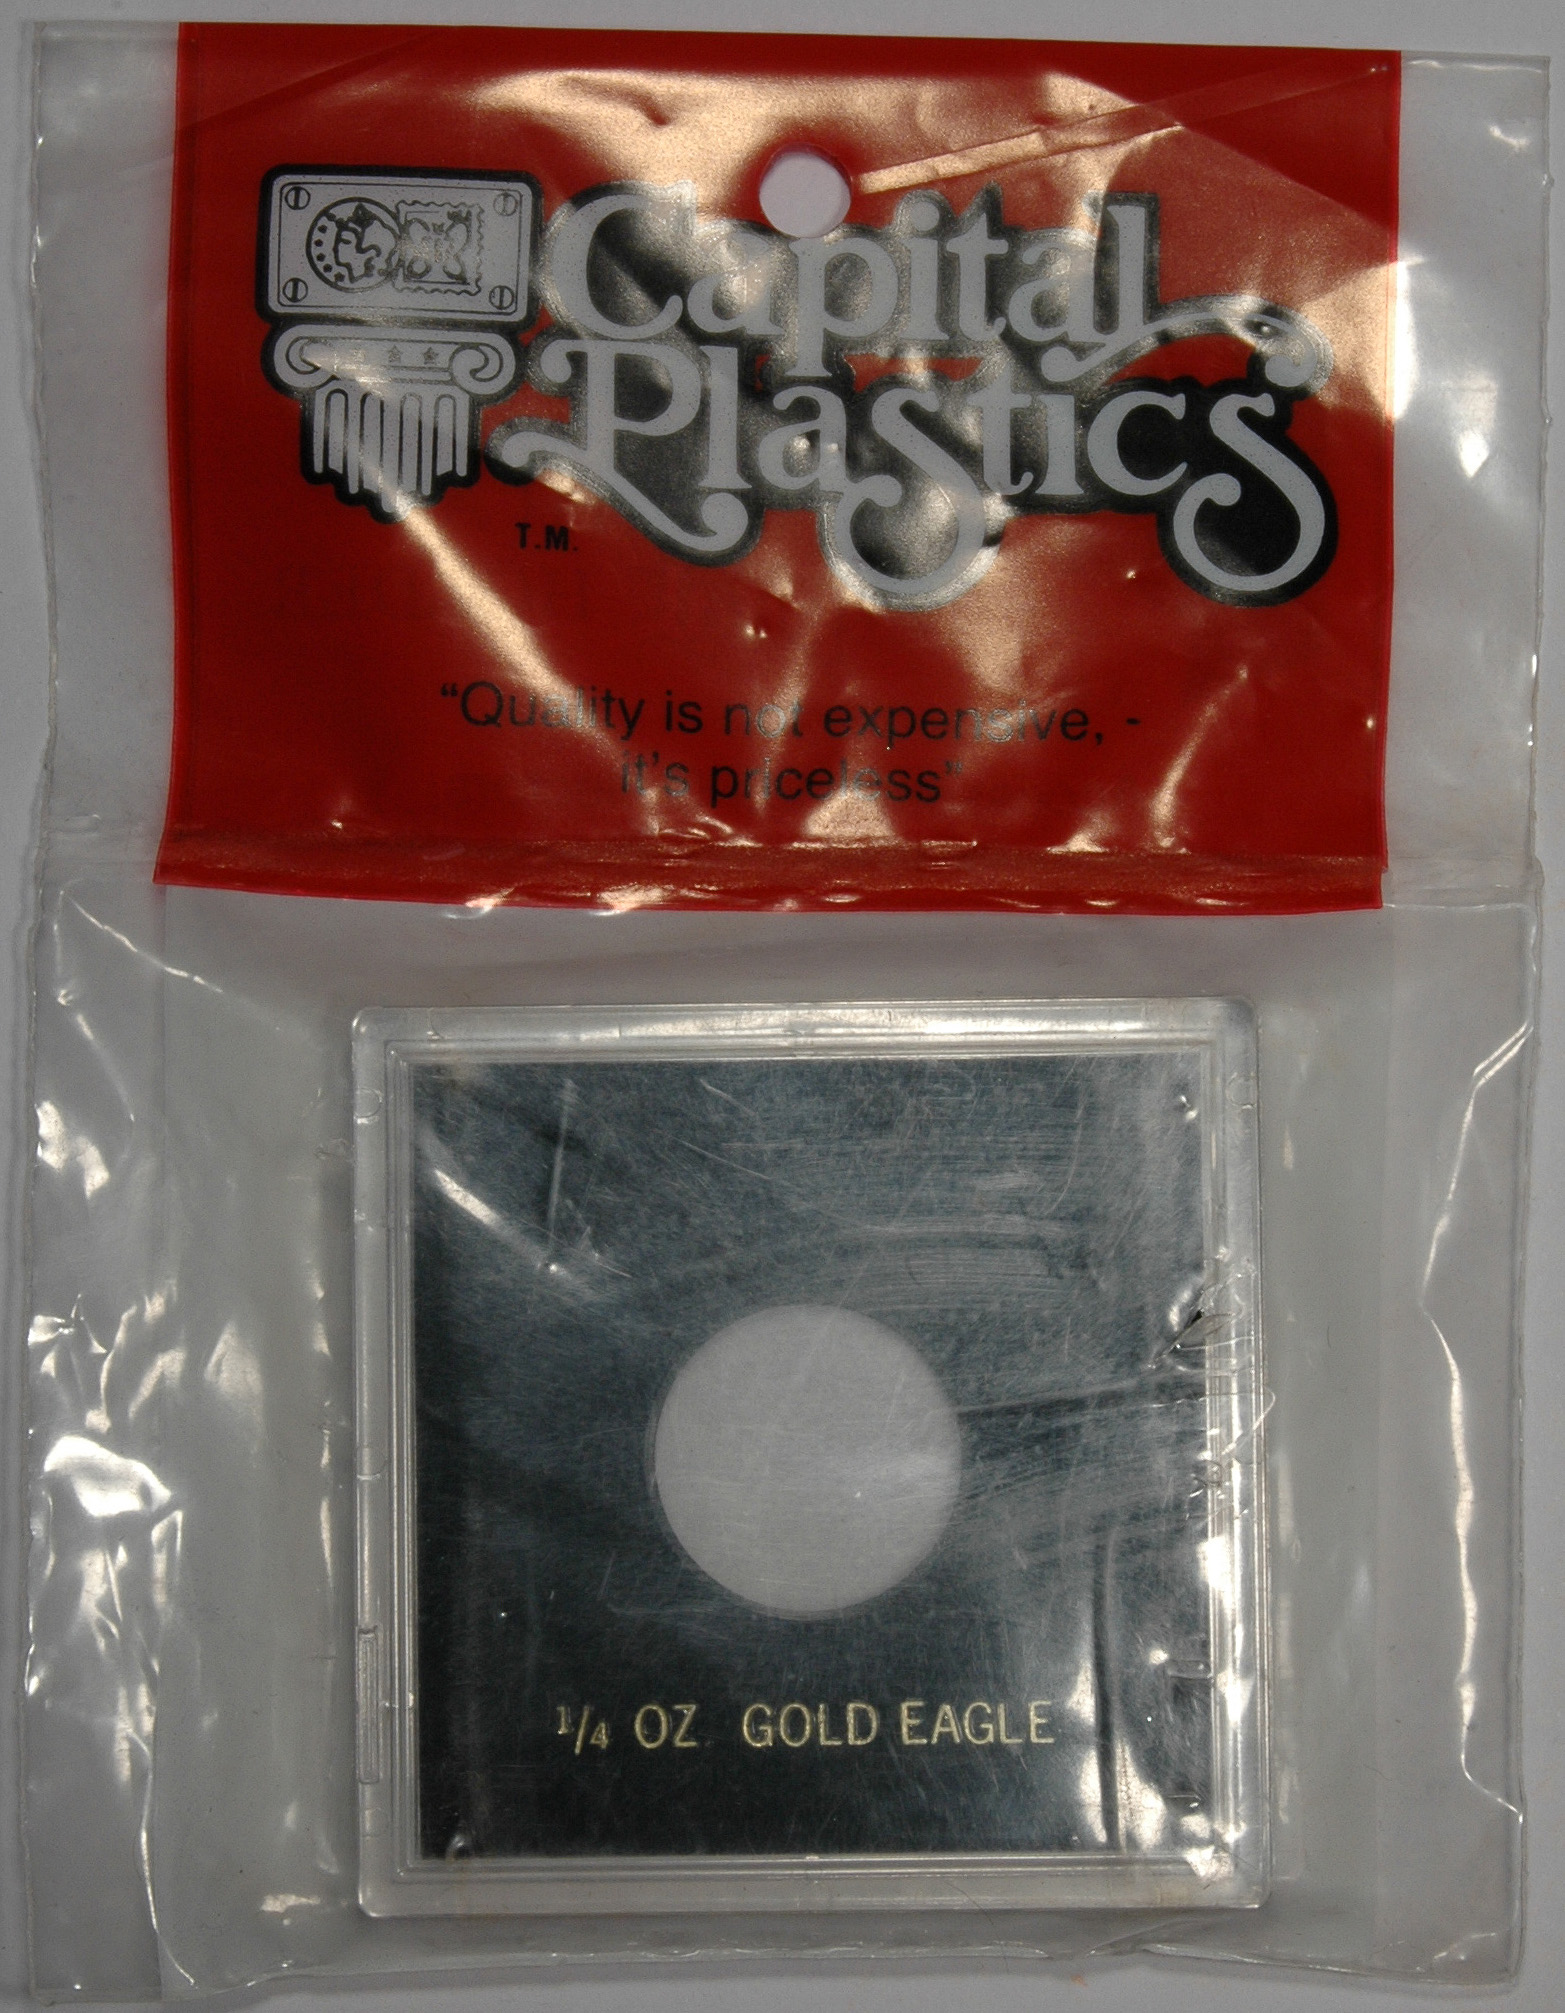 Capital
Plastics
T.M.
“Quality is not expensive, -
it's priceless”
1/4 OZ GOLD EAGLE